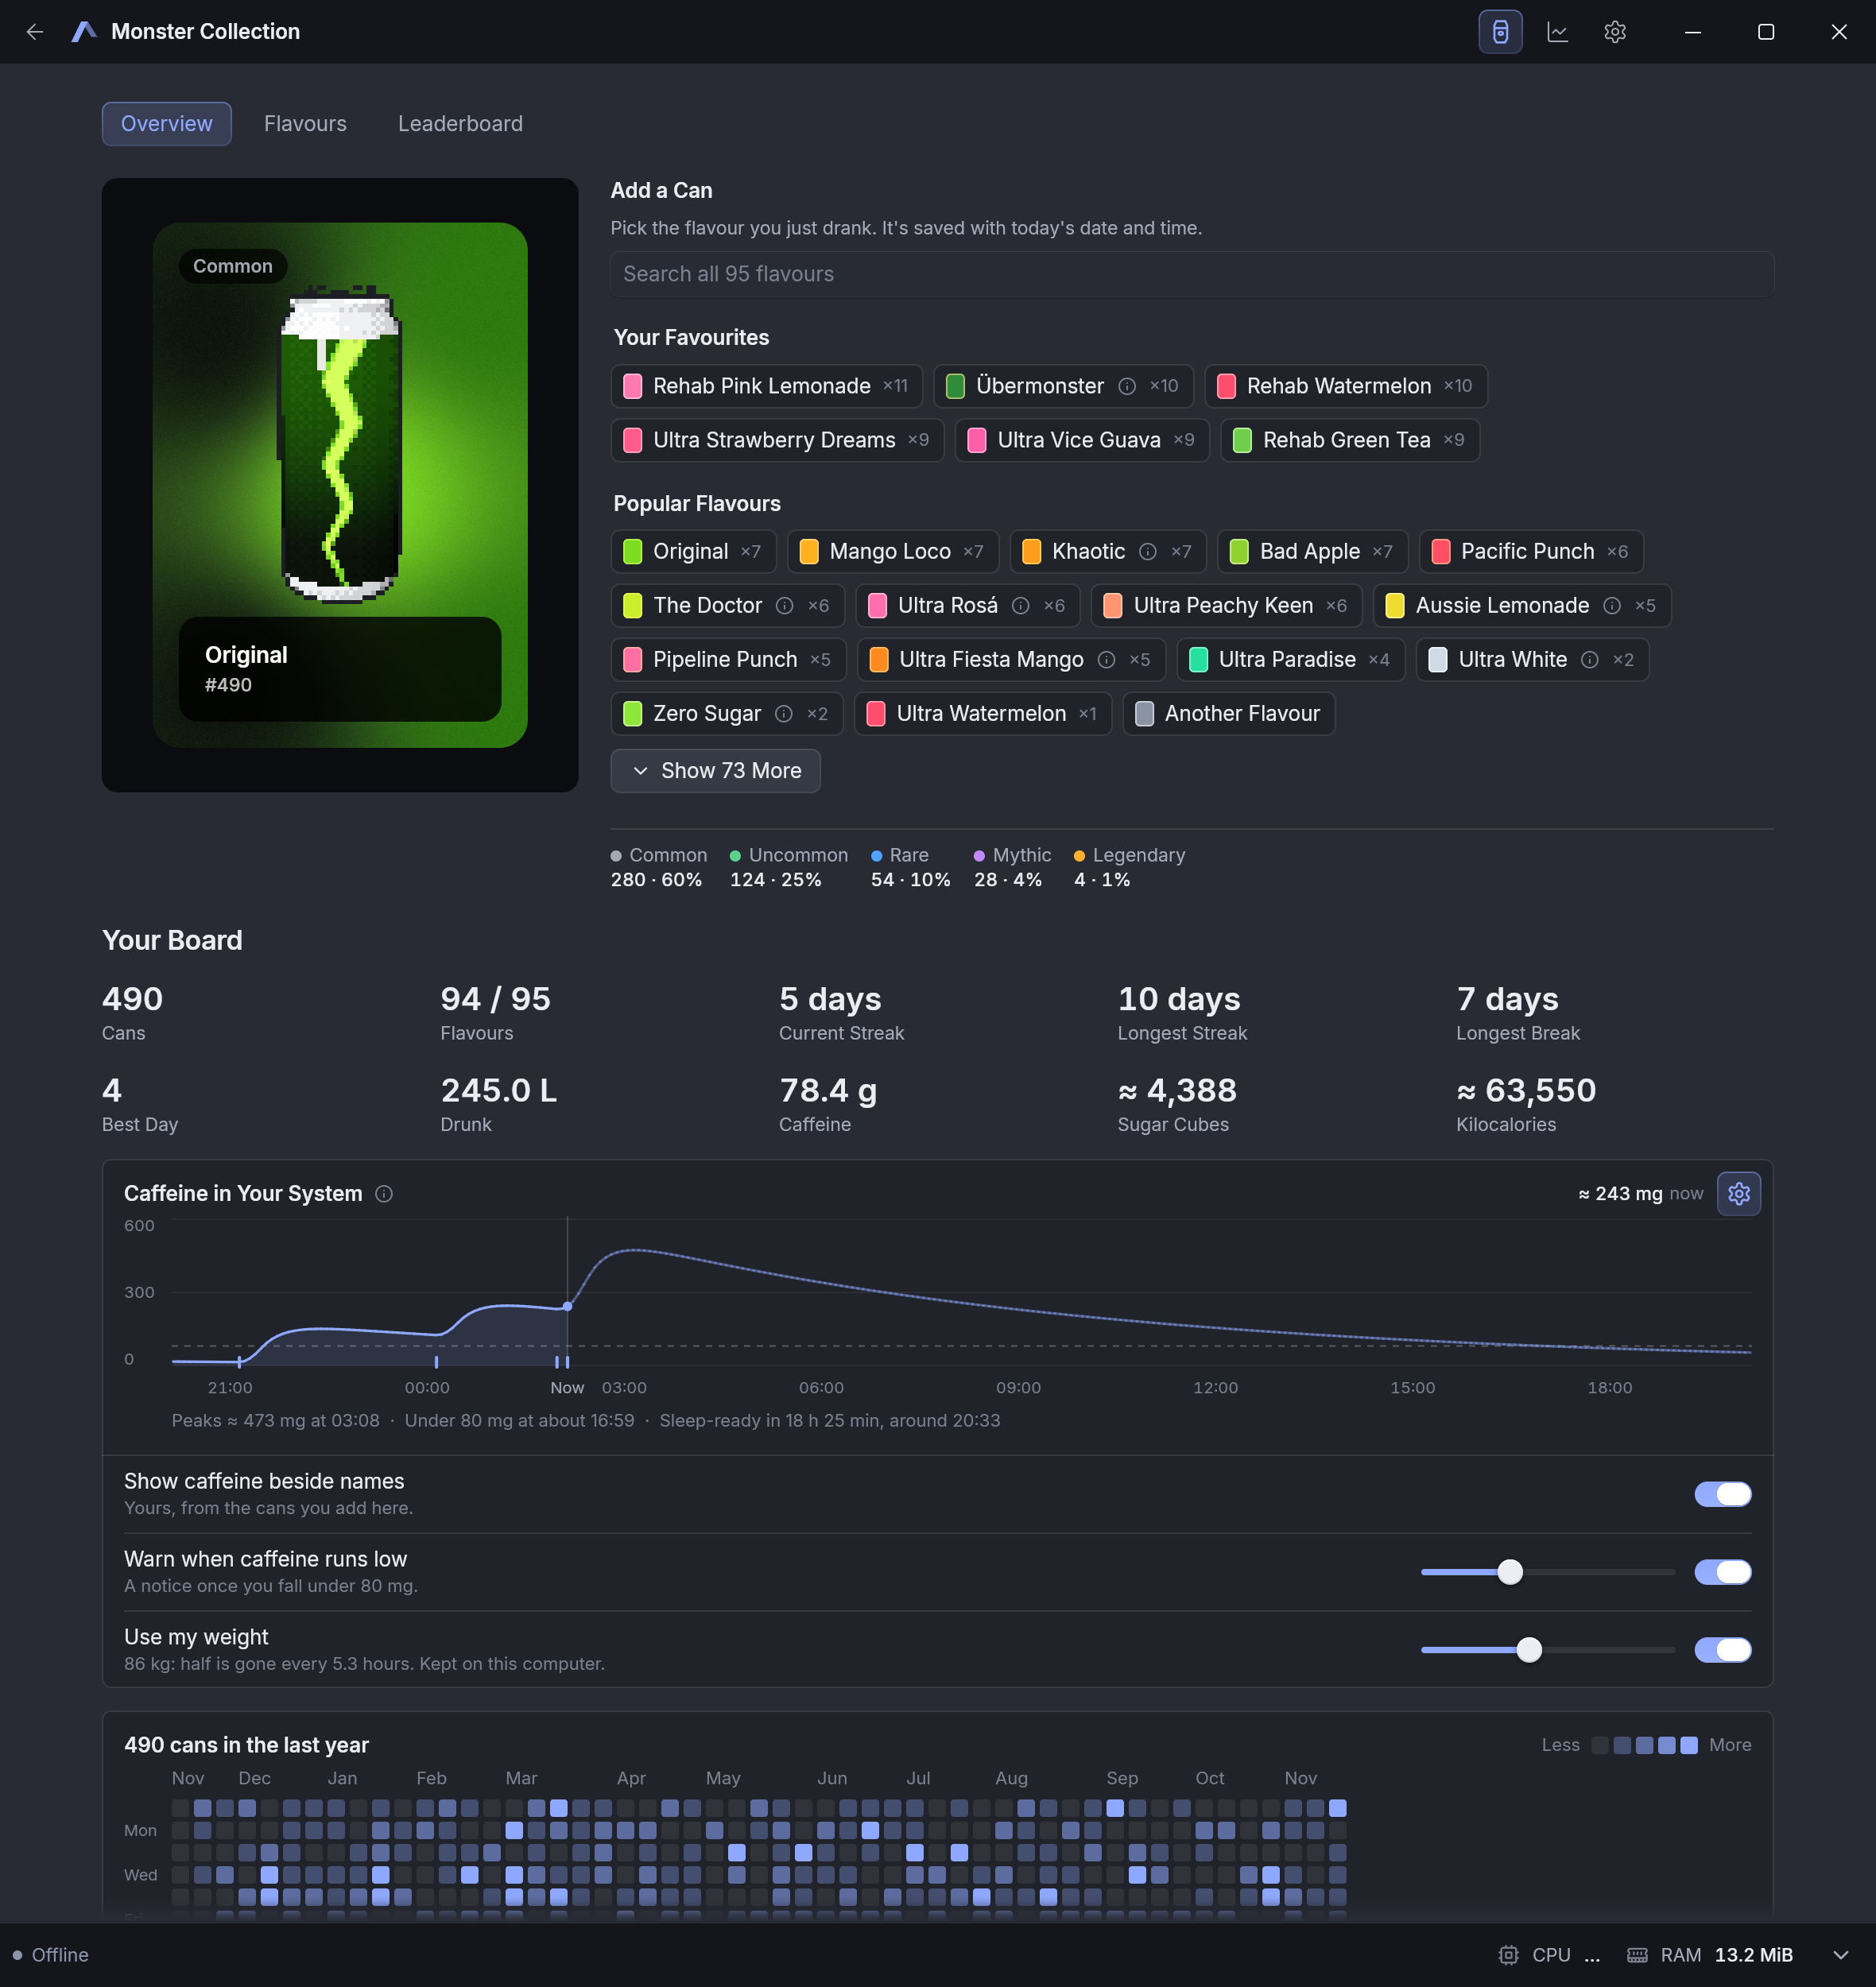 Monster Collection
Overview Flavours Leaderboard
Common
Original
#490
Add a Can
Pick the flavour you just drank. It's saved with today's date and time.
Search all 95 flavours
Your Favourites
Rehab Pink Lemonade ×11 Übermonster ×10 Rehab Watermelon ×10
Ultra Strawberry Dreams ×9 Ultra Vice Guava ×9 Rehab Green Tea ×9
Popular Flavours
Original ×7 Mango Loco ×7 Khaotic ×7 Bad Apple ×7 Pacific Punch ×6
The Doctor ×6 Ultra Rosá ×6 Ultra Peachy Keen ×6 Aussie Lemonade ×5
Pipeline Punch ×5 Ultra Fiesta Mango ×5 Ultra Paradise ×4 Ultra White ×2
Zero Sugar ×2 Ultra Watermelon ×1 Another Flavour
Show 73 More
Common Uncommon Rare Mythic Legendary
280 · 60% 124 · 25% 54 · 10% 28 · 4% 4 · 1%
Your Board
490 94 / 95 5 days 10 days 7 days
Cans Flavours Current Streak Longest Streak Longest Break
4 245.0 L 78.4 g ≈ 4,388 ≈ 63,550
Best Day Drunk Caffeine Sugar Cubes Kilocalories
Caffeine in Your System ≈ 243 mg now
600
300
0
21:00 00:00 Now 03:00 06:00 09:00 12:00 15:00 18:00
Peaks ≈ 473 mg at 03:08 · Under 80 mg at about 16:59 · Sleep-ready in 18 h 25 min, around 20:33
Show caffeine beside names
Yours, from the cans you add here.
Warn when caffeine runs low
A notice once you fall under 80 mg.
Use my weight
86 kg: half is gone every 5.3 hours. Kept on this computer.
490 cans in the last year Less More
Nov Dec Jan Feb Mar Apr May Jun Jul Aug Sep Oct Nov
Mon
Wed
Fri
Offline CPU ... RAM 13.2 MiB